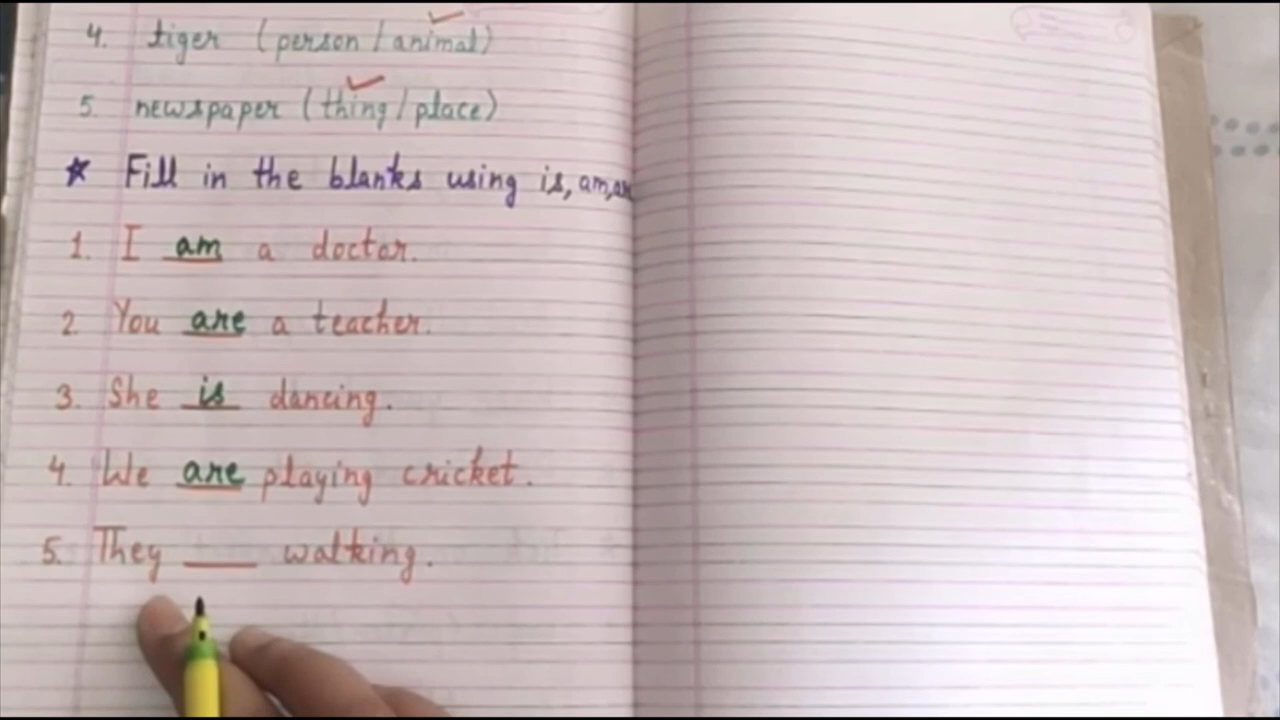 4. tiger (person / animal)
5. newspaper (thing / place)
* Fill in the blanks using is, am, are
1. I am a doctor.
2. You are a teacher.
3. She is dancing.
4. We are playing cricket.
5. They ___ walking.